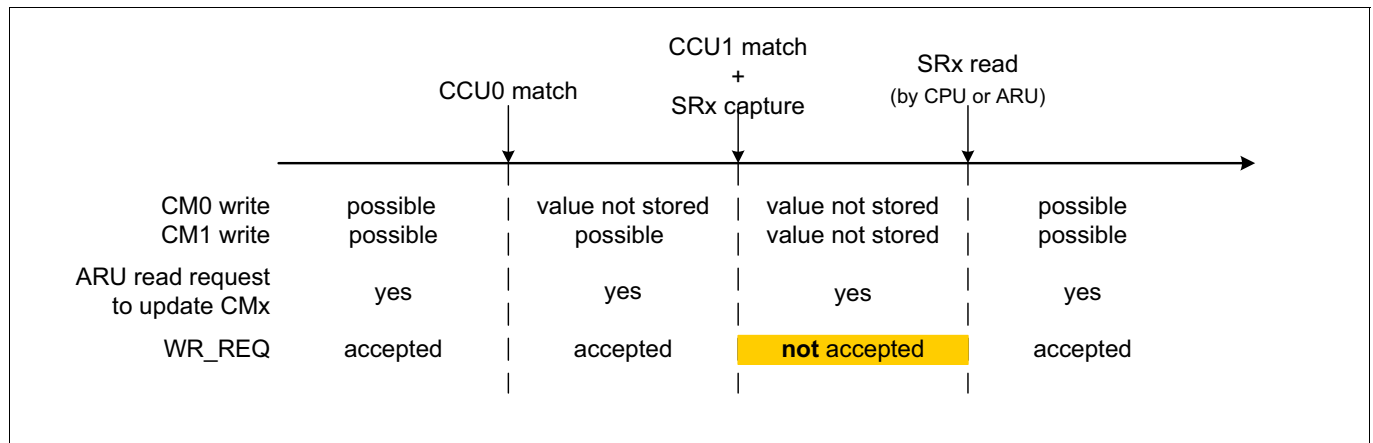 CCU1 match
+
SRx capture
SRx read
(by CPU or ARU)
CCU0 match
CM0 write possible value not stored value not stored possible
CM1 write possible possible value not stored possible
ARU read request
to update CMx yes yes yes yes
WR_REQ accepted accepted not accepted accepted